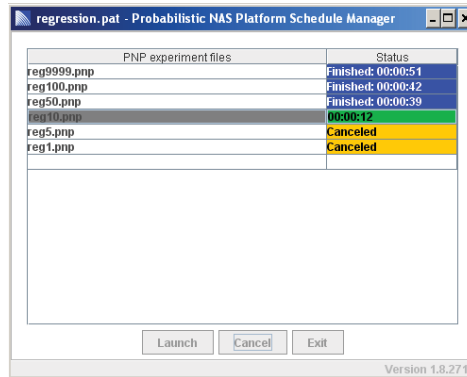 regression.pat - Probabilistic NAS Platform Schedule Manager
PNP experiment files Status
reg9999.pnp Finished: 00:00:51
reg100.pnp Finished: 00:00:42
reg50.pnp Finished: 00:00:39
reg10.pnp 00:00:12
reg5.pnp Canceled
reg1.pnp Canceled
Launch Cancel Exit
Version 1.8.271